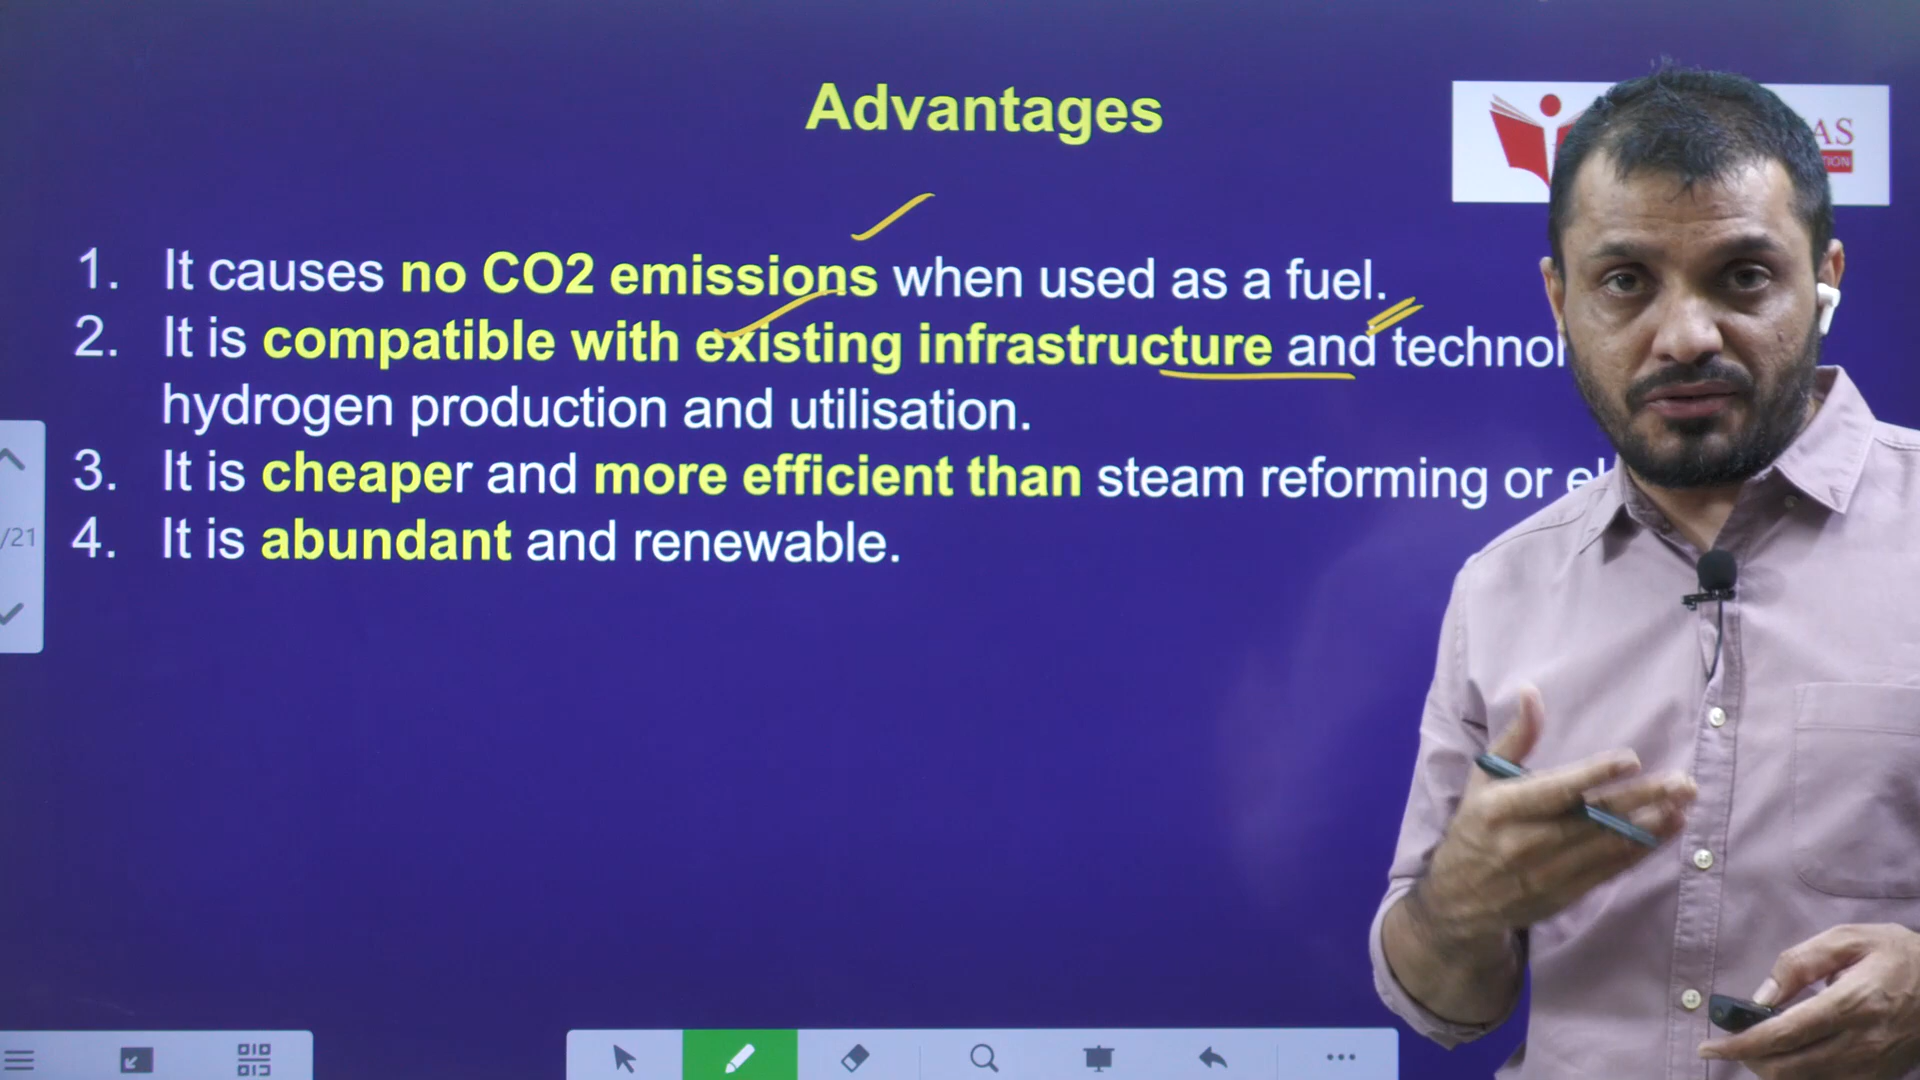 Advantages
AS
TION
1. It causes no CO2 emissions when used as a fuel.
2. It is compatible with existing infrastructure and technol
hydrogen production and utilisation.
3. It is cheaper and more efficient than steam reforming or el
4. It is abundant and renewable.
/21